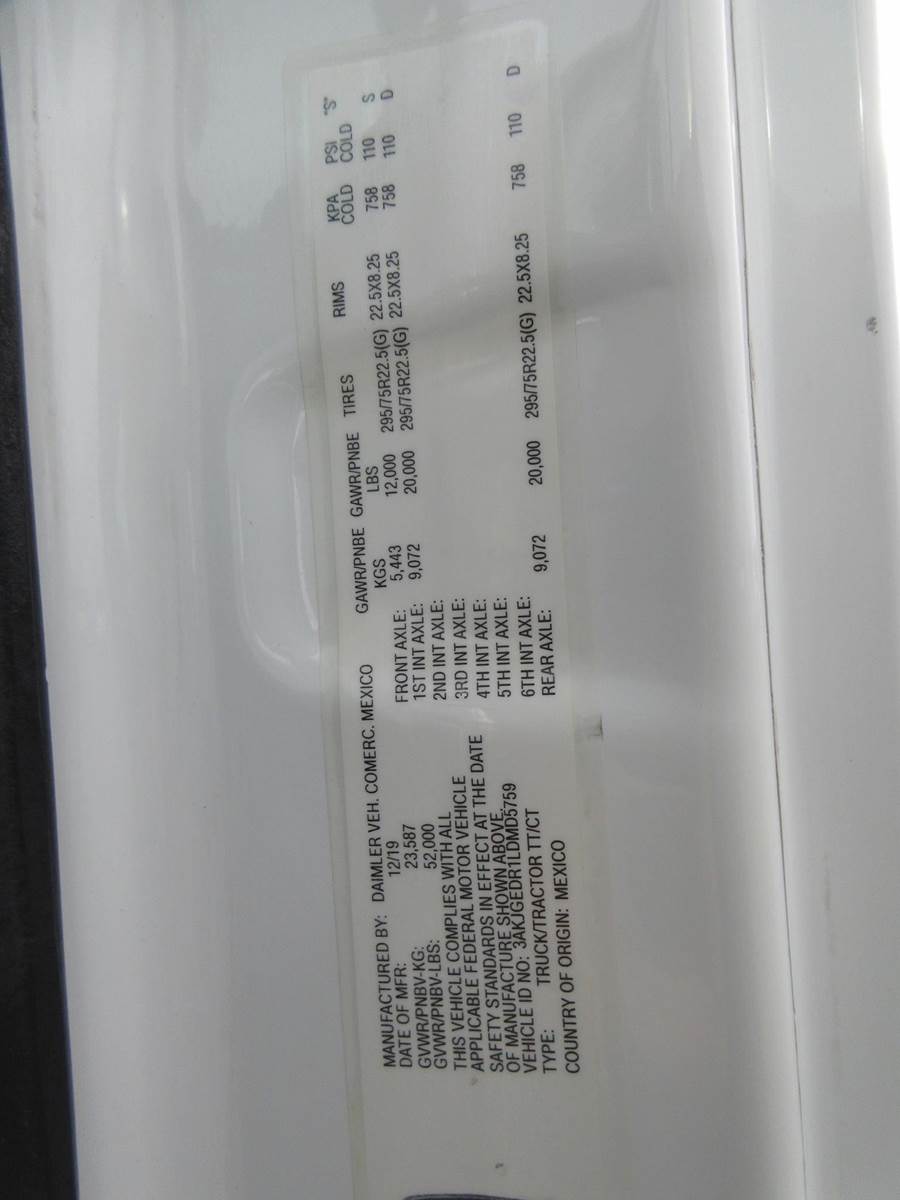 MANUFACTURED BY: DAIMLER VEH. COMERC. MEXICO
DATE OF MFR: 12/19
GVWR/PNBV-KG: 23,587
GVWR/PNBV-LBS: 52,000
THIS VEHICLE COMPLIES WITH ALL
APPLICABLE FEDERAL MOTOR VEHICLE
SAFETY STANDARDS IN EFFECT AT THE DATE
OF MANUFACTURE SHOWN ABOVE.
VEHICLE ID NO: 3AKJGEDR1LDMD5759
TYPE: TRUCK/TRACTOR TT/CT
COUNTRY OF ORIGIN: MEXICO
GAWR/PNBE GAWR/PNBE TIRES RIMS KPA PSI "S"
KGS LBS COLD COLD
FRONT AXLE: 5,443 12,000 295/75R22.5(G) 22.5X8.25 758 110 S
1ST INT AXLE: 9,072 20,000 295/75R22.5(G) 22.5X8.25 758 110 D
2ND INT AXLE:
3RD INT AXLE:
4TH INT AXLE:
5TH INT AXLE:
6TH INT AXLE:
REAR AXLE: 9,072 20,000 295/75R22.5(G) 22.5X8.25 758 110 D